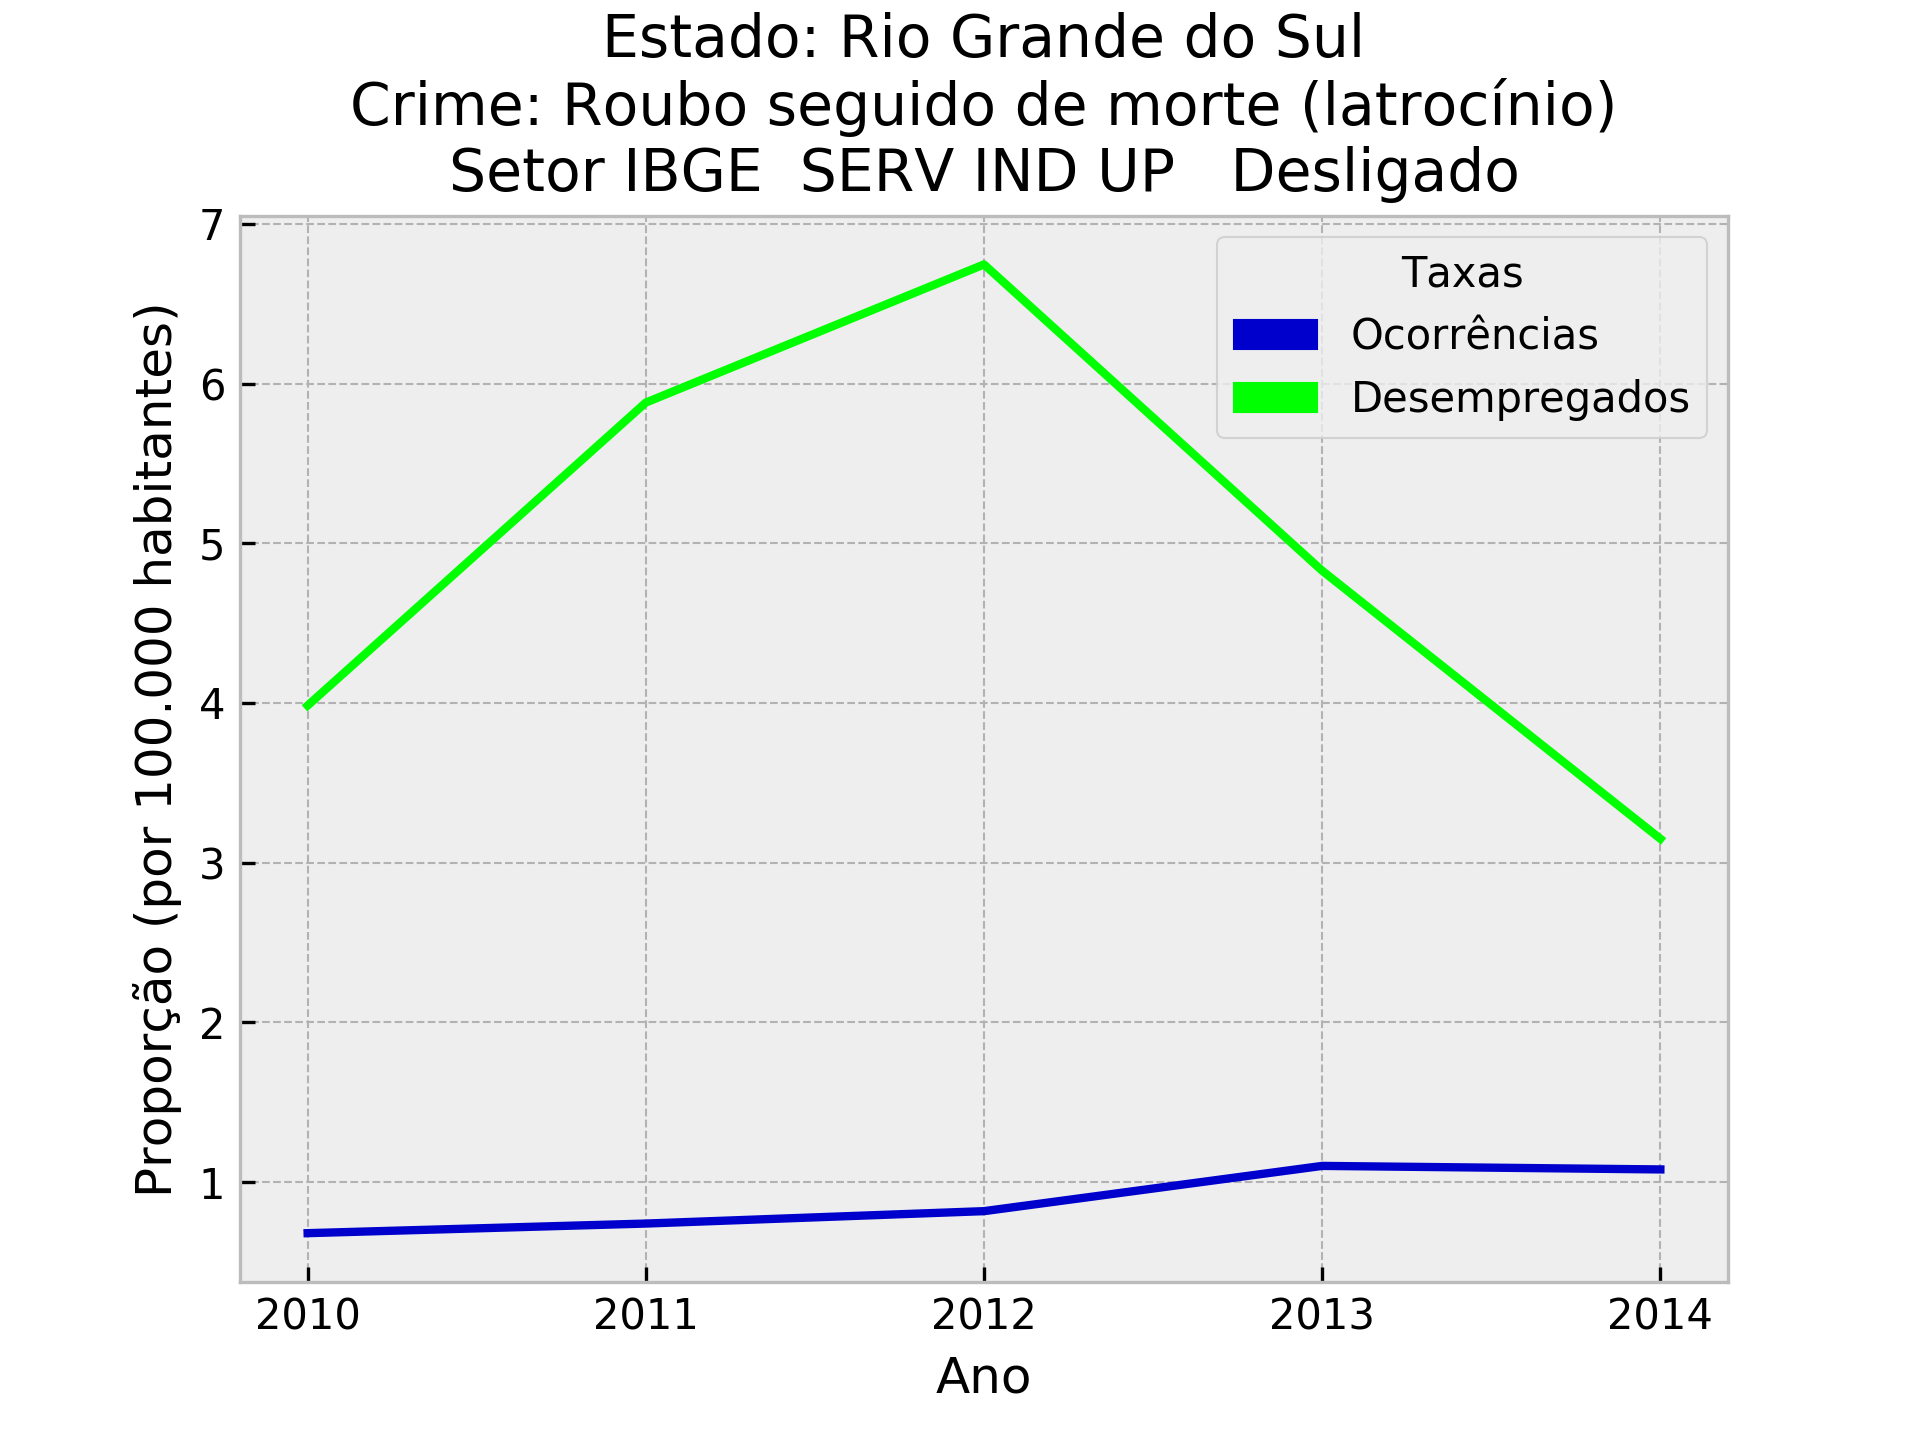 Estado: Rio Grande do Sul
Crime: Roubo seguido de morte (latrocínio)
Setor IBGE  SERV IND UP   Desligado
Proporção (por 100.000 habitantes)
7
6
5
4
3
2
1
Taxas
Ocorrências
Desempregados
2010 2011 2012 2013 2014
Ano